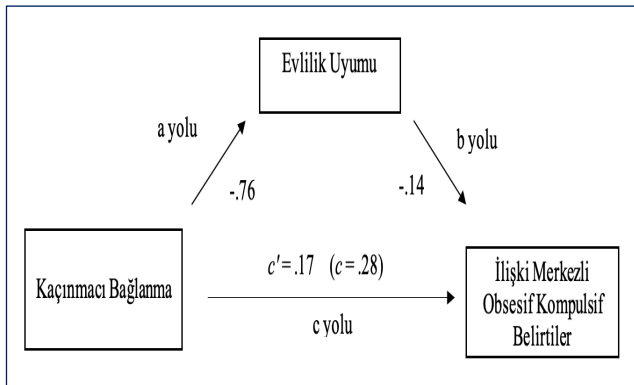 Evlilik Uyumu
a yolu
b yolu
-.76
-.14
Kaçınmacı Bağlanma
c' = .17 (c = .28)
c yolu
İlişki Merkezli
Obsesif Kompulsif
Belirtiler